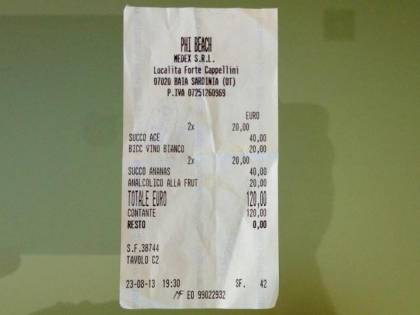 PHI BEACH
MEDEX S.R.L.
Localita Forte Cappellini
07020 BAIA SARDINIA (OT)
P.IVA 07251260969
EURO
2x 20,00
SUCCO ACE 40,00
BICC VINO BIANCO 20,00
2x 20,00
SUCCO ANANAS 40,00
ANALCOLICO ALLA FRUT 20,00
TOTALE EURO 120,00
CONTANTE 120,00
RESTO 0,00
S.F.38744
TAVOLO C2
23-08-13 19:30 SF. 42
MF EO 99022932